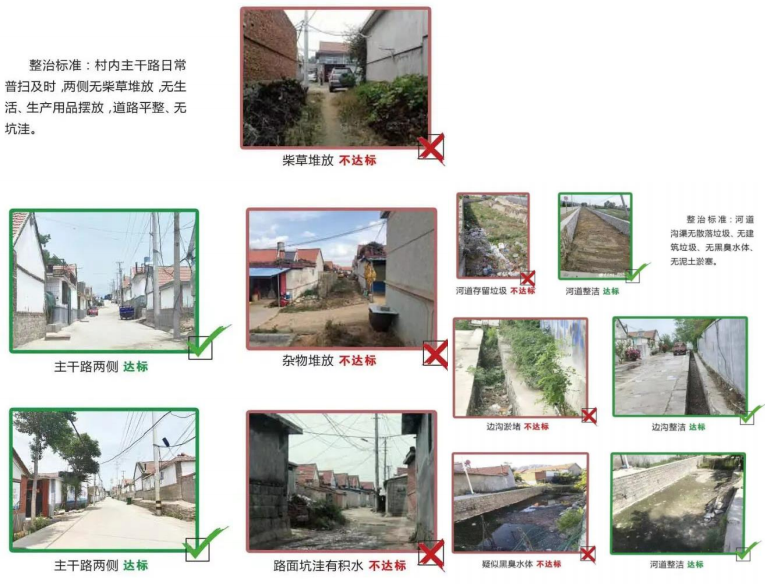 整治标准：村内主干路日常
普扫及时,两侧无柴草堆放,无生
活、生产用品摆放,道路平整、无
坑洼。
柴草堆放 不达标
主干路两侧 达标
杂物堆放 不达标
主干路两侧 达标
路面坑洼有积水 不达标
河道存留垃圾 不达标
河道整洁 达标
整治标准：河道
沟渠无散落垃圾、无建
筑垃圾、无黑臭水体、
无泥土淤塞。
边沟淤堵 不达标
边沟整洁 达标
疑似黑臭水体 不达标
河道整洁 达标